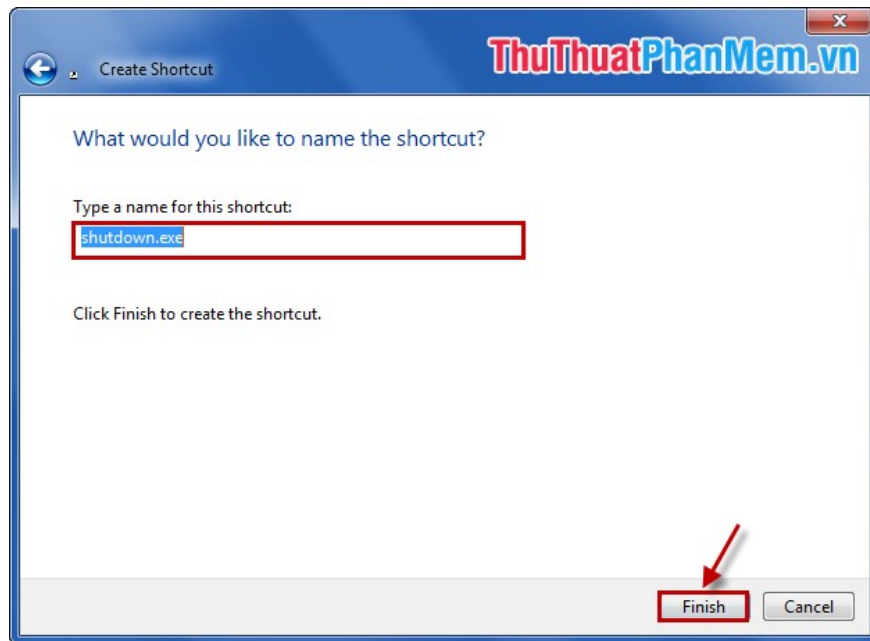 ThuThuatPhanMem.vn
Create Shortcut
What would you like to name the shortcut?
Type a name for this shortcut:
shutdown.exe
Click Finish to create the shortcut.
Finish Cancel